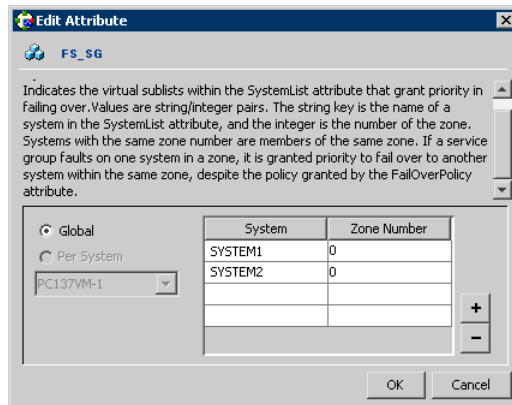 Edit Attribute
FS_SG
Indicates the virtual sublists within the SystemList attribute that grant priority in
failing over.Values are string/integer pairs. The string key is the name of a
system in the SystemList attribute, and the integer is the number of the zone.
Systems with the same zone number are members of the same zone. If a service
group faults on one system in a zone, it is granted priority to fail over to another
system within the same zone, despite the policy granted by the FailOverPolicy
attribute.
Global
Per System
PC137VM-1
System Zone Number
SYSTEM1 0
SYSTEM2 0
+
-
OK Cancel